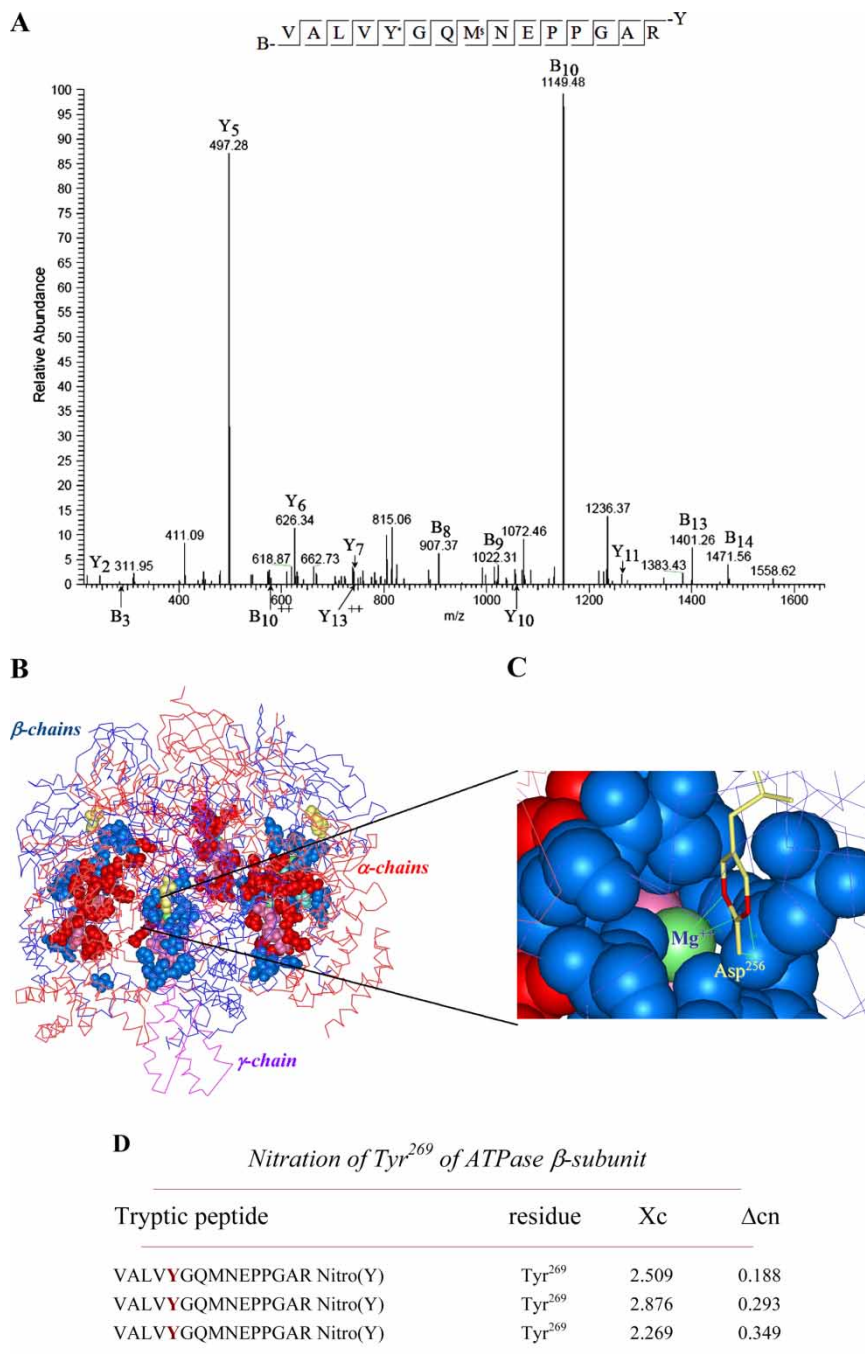 A
B- V A L V Y* G Q M$ N E P P G A R -Y
B10
1149.48
100
95
90
85
80
75
70
65
60
55
50
45
40
35
30
25
20
15
10
5
0
Relative Abundance
Y5
497.28
Y2
311.95
411.09
618.87
Y6
626.34
662.73
Y7
815.06
B8
907.37
B9
1022.31
1072.46
1236.37
Y11
1383.43
B13
1401.26
B14
1471.56
1558.62
400 600 800 1000 1200 1400 1600
m/z
B3
B10++
Y13++
Y10
B
C
β-chains
α-chains
γ-chain
Mg++
Asp256
D
Nitration of Tyr269 of ATPase β-subunit
Tryptic peptide residue Xc Δcn
VALVYGQMNEPPGAR Nitro(Y) Tyr269 2.509 0.188
VALVYGQMNEPPGAR Nitro(Y) Tyr269 2.876 0.293
VALVYGQMNEPPGAR Nitro(Y) Tyr269 2.269 0.349